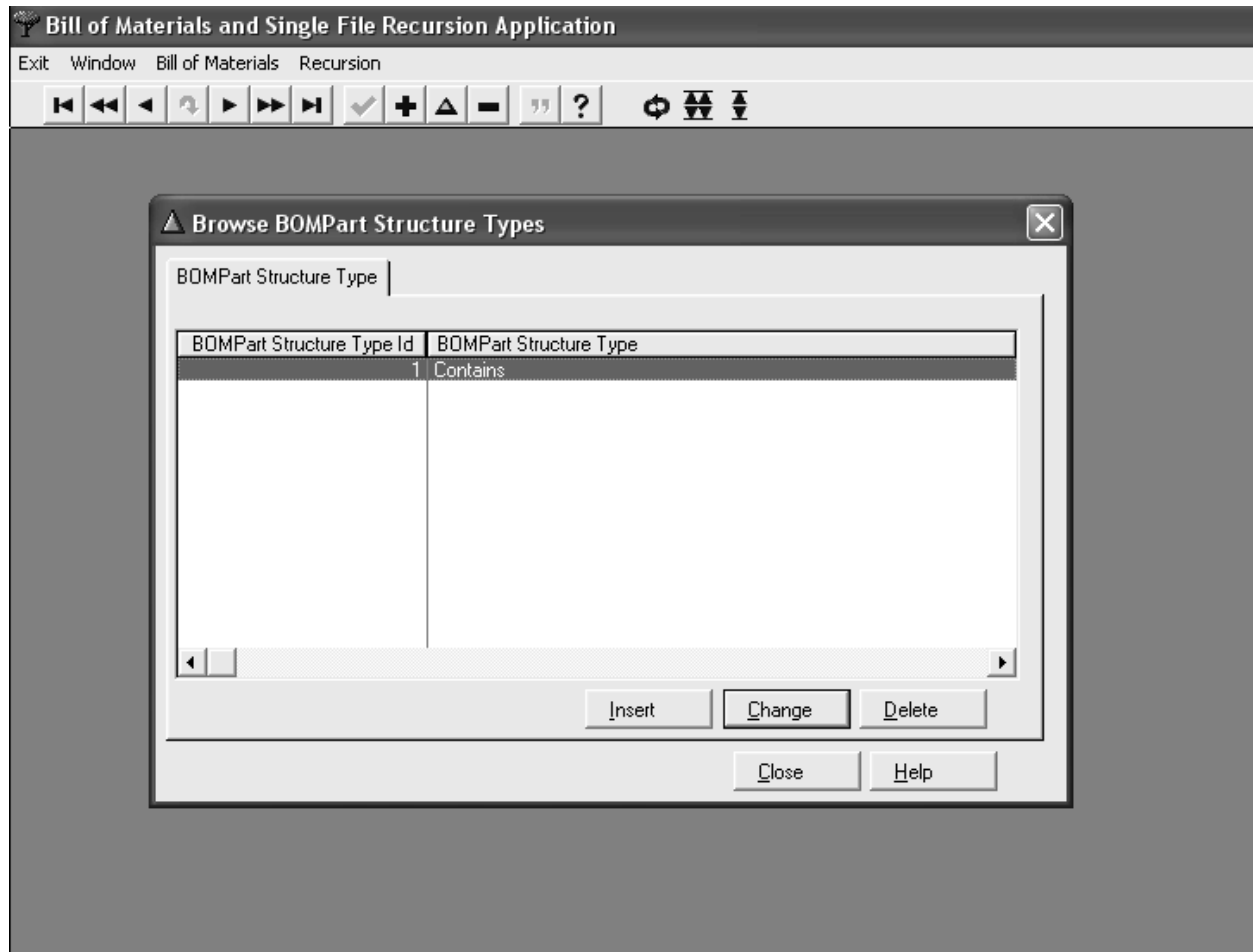 Bill of Materials and Single File Recursion Application
Exit Window Bill of Materials Recursion
?
Browse BOMPart Structure Types
BOMPart Structure Type
BOMPart Structure Type Id BOMPart Structure Type
1 Contains
Insert Change Delete
Close Help